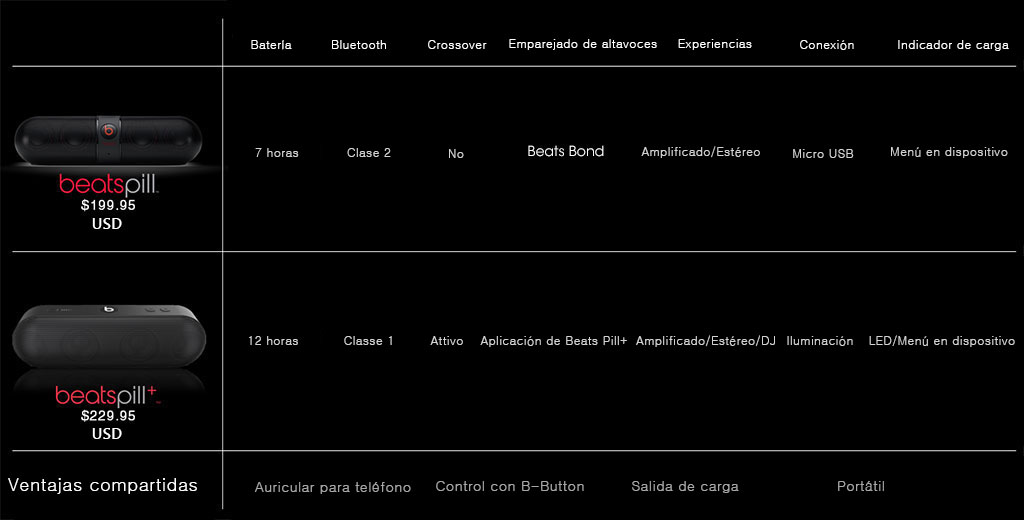 Batería Bluetooth Crossover Emparejado de altavoces Experiencias Conexión Indicador de carga
7 horas Clase 2 No Beats Bond Amplificado/Estéreo Micro USB Menú en dispositivo
beatspill
$199.95
USD
12 horas Classe 1 Attivo Aplicación de Beats Pill+ Amplificado/Estéreo/DJ Iluminación LED/Menú en dispositivo
beatspill+
$229.95
USD
Ventajas compartidas Auricular para teléfono Control con B-Button Salida de carga Portátil